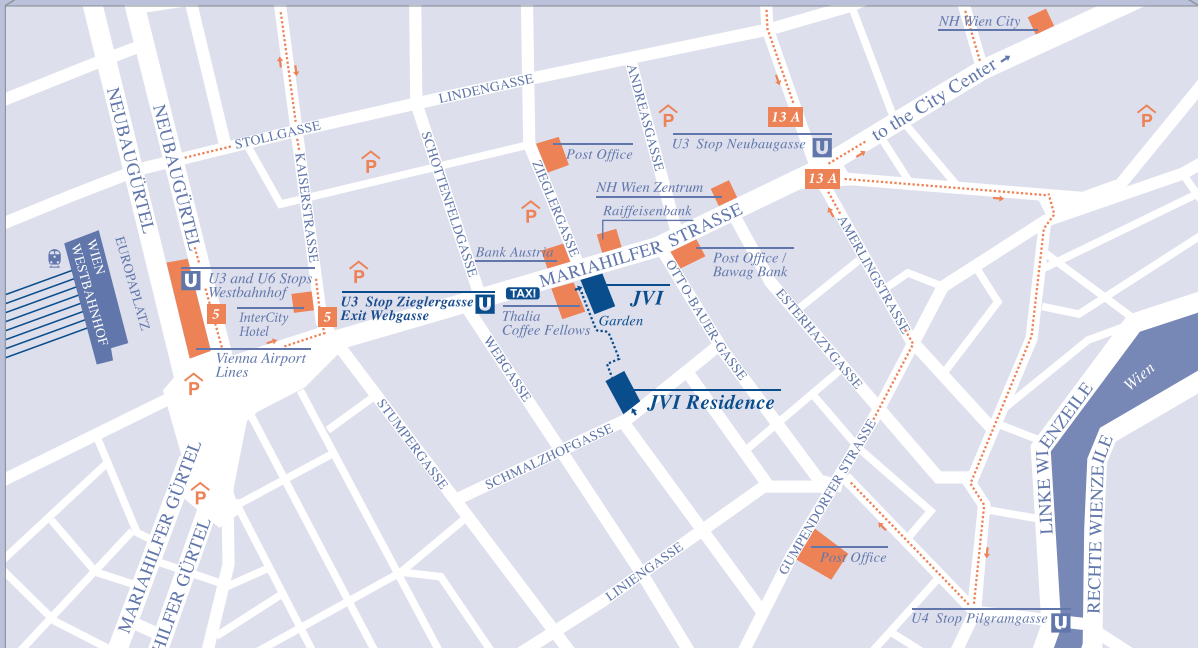 NH Wien City
to the City Center
LINDENGASSE
ANDREASGASSE
NEUBAUGÜRTEL
NEUBAUGÜRTEL
STOLLGASSE
KAISERSTRASSE
SCHOTTENFELDGASSE
ZIEGLERGASSE
P
P
P
13 A
U3 Stop Neubaugasse
U
Post Office
P
13 A
NH Wien Zentrum
Raiffeisenbank
P
MARIAHILFER STRASSE
AMERLINGSTRASSE
WIEN
WESTBAHNHOF
EUROPAPLATZ
Bank Austria
Post Office /
Bawag Bank
OTTO-BAUER-GASSE
ESTERHAZYGASSE
U
U3 and U6 Stops
Westbahnhof
5
InterCity
Hotel
5
U3 Stop Zieglergasse
Exit Webgasse
U
TAXI
JVI
Thalia
Coffee Fellows
Garden
Vienna Airport
Lines
P
WEBGASSE
JVI Residence
Wien
STUMPERGASSE
SCHMALZHOFGASSE
LINKE WIENZEILE
RECHTE WIENZEILE
GUMPENDORFER STRASSE
P
MARIAHILFER GÜRTEL
HILFER GÜRTEL
Post Office
LINIENGASSE
U4 Stop Pilgramgasse
U